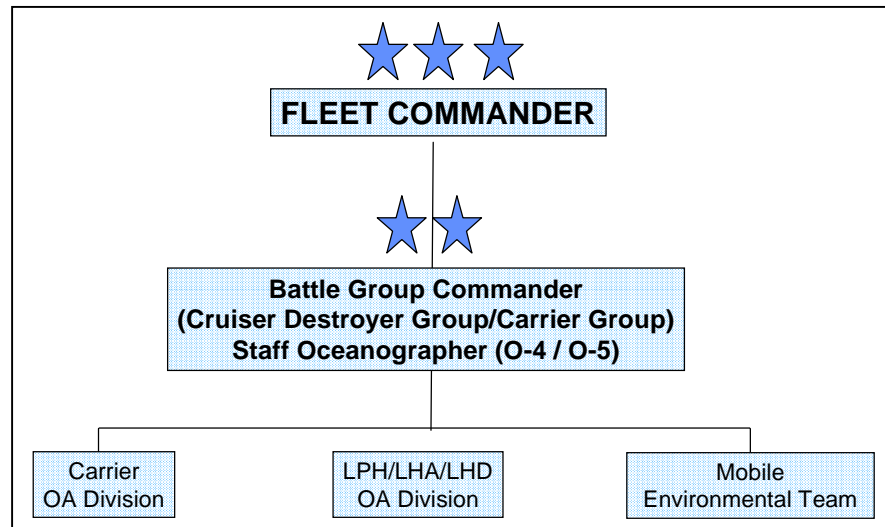 FLEET COMMANDER
Battle Group Commander
(Cruiser Destroyer Group/Carrier Group)
Staff Oceanographer (O-4 / O-5)
Carrier
OA Division
LPH/LHA/LHD
OA Division
Mobile
Environmental Team